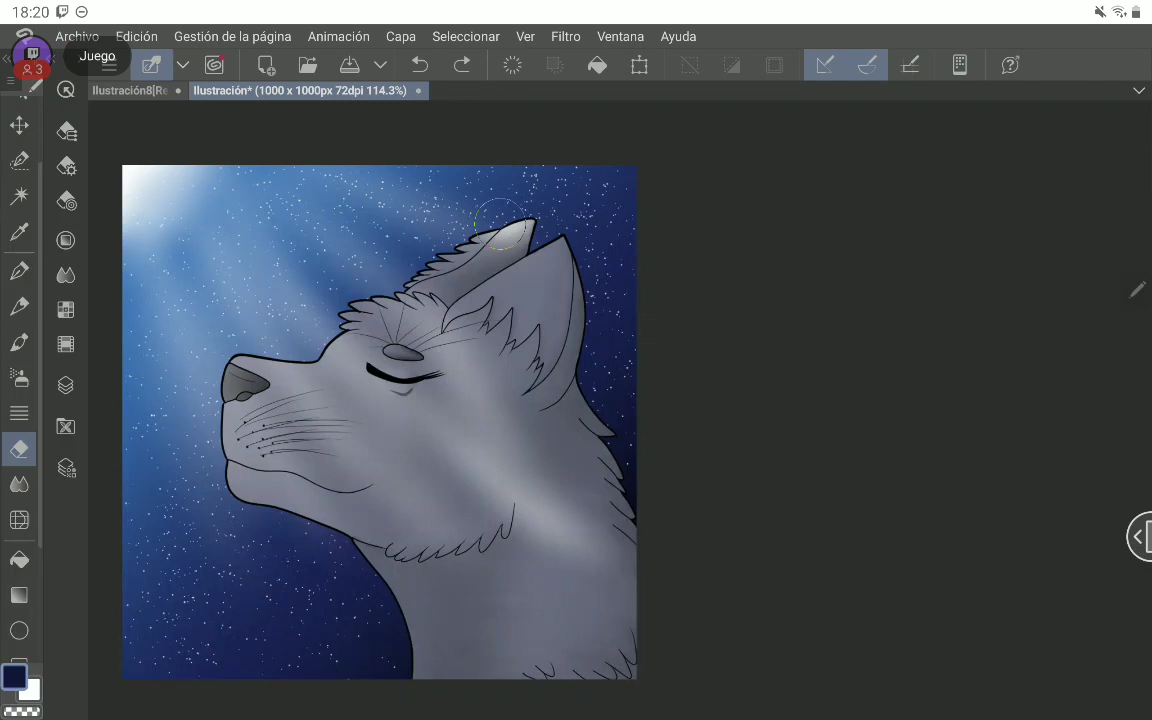 18:20
Archivo Edición Gestión de la página Animación Capa Seleccionar Ver Filtro Ventana Ayuda
Juego
3
Ilustración8[Re
Ilustración* (1000 x 1000px 72dpi 114.3%)